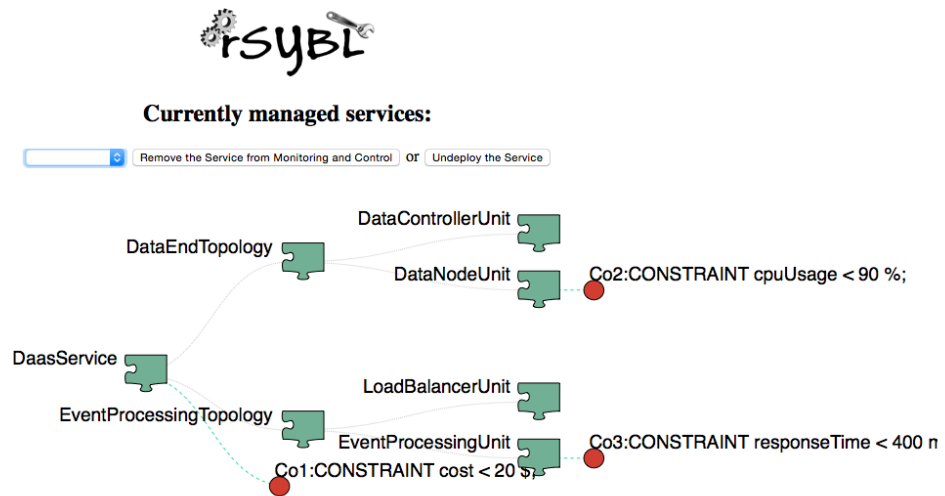 rSYBL
Currently managed services:
Remove the Service from Monitoring and Control or Undeploy the Service
DataControllerUnit
DataEndTopology
DataNodeUnit
Co2:CONSTRAINT cpuUsage < 90 %;
DaasService
LoadBalancerUnit
EventProcessingTopology
EventProcessingUnit
Co3:CONSTRAINT responseTime < 400 m
Co1:CONSTRAINT cost < 20 $;